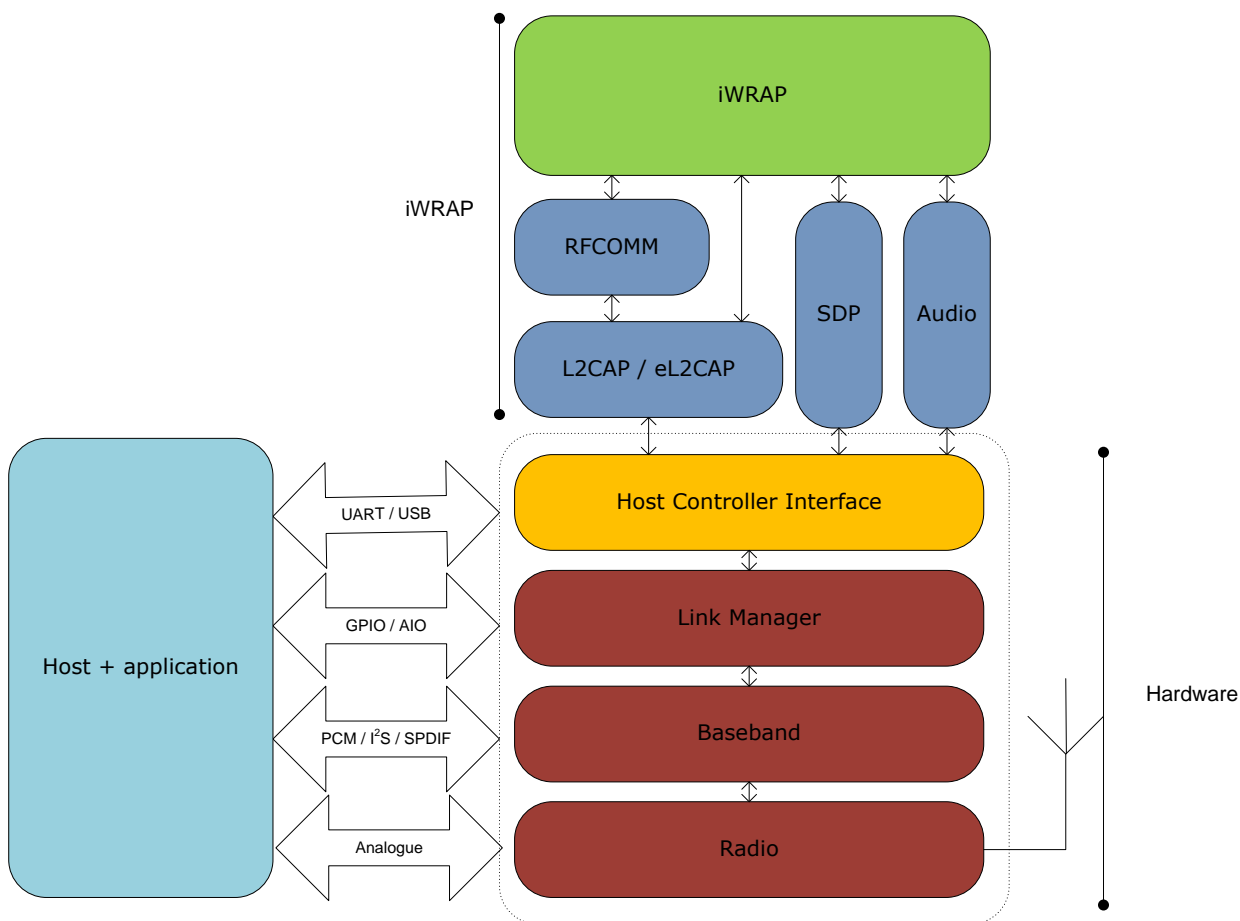 iWRAP
iWRAP
RFCOMM
SDP
Audio
L2CAP / eL2CAP
Host Controller Interface
UART / USB
Link Manager
GPIO / AIO
Host + application
Hardware
Baseband
PCM / I²S / SPDIF
Radio
Analogue